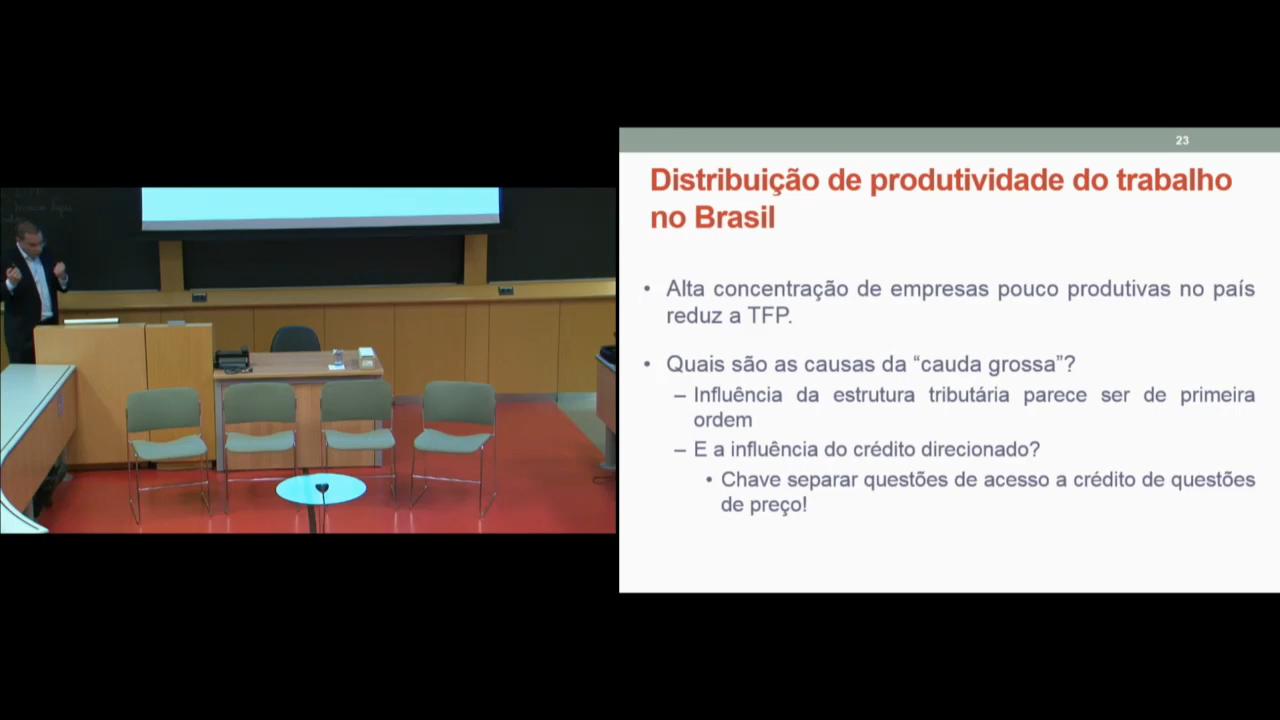 23
Distribuição de produtividade do trabalho
no Brasil
• Alta concentração de empresas pouco produtivas no país
reduz a TFP.
• Quais são as causas da “cauda grossa”?
– Influência da estrutura tributária parece ser de primeira
ordem
– E a influência do crédito direcionado?
• Chave separar questões de acesso a crédito de questões
de preço!